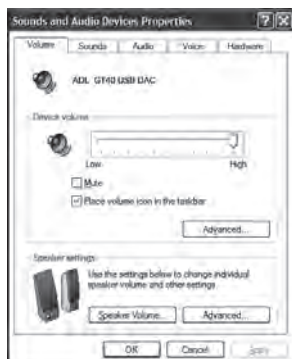 Sounds and Audio Devices Properties
Volume Sounds Audio Voice Hardware
ADL GT40 USB DAC
Device volume
Low High
Mute
Place volume icon in the taskbar
Advanced...
Speaker settings
Use the settings below to change individual
speaker volume and other settings.
Speaker Volume... Advanced...
OK Cancel Apply